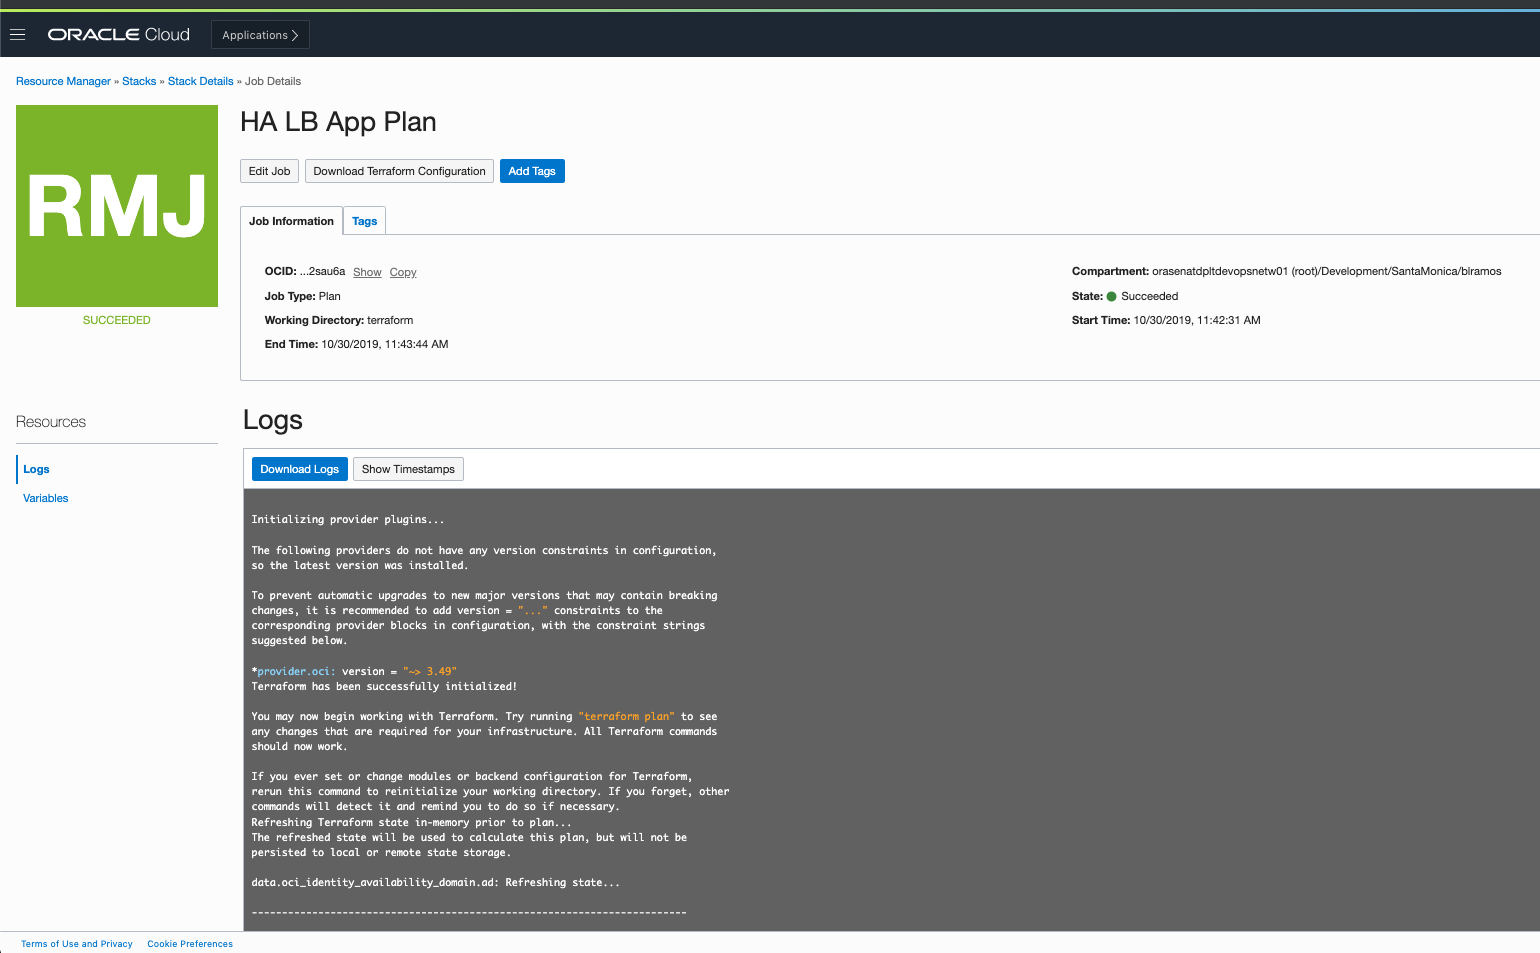 ORACLE Cloud
Applications >
Resource Manager » Stacks » Stack Details » Job Details
RMJ
SUCCEEDED
HA LB App Plan
Edit Job
Download Terraform Configuration
Add Tags
Job Information
Tags
OCID: ...2sau6a Show Copy
Job Type: Plan
Working Directory: terraform
End Time: 10/30/2019, 11:43:44 AM
Compartment: orasenatdpltdevopsnetw01 (root)/Development/SantaMonica/blramos
State: Succeeded
Start Time: 10/30/2019, 11:42:31 AM
Resources
Logs
Variables
Logs
Download Logs
Show Timestamps
Initializing provider plugins...
The following providers do not have any version constraints in configuration,
so the latest version was installed.
To prevent automatic upgrades to new major versions that may contain breaking
changes, it is recommended to add version = "..." constraints to the
corresponding provider blocks in configuration, with the constraint strings
suggested below.
*provider.oci: version = "~> 3.49"
Terraform has been successfully initialized!
You may now begin working with Terraform. Try running "terraform plan" to see
any changes that are required for your infrastructure. All Terraform commands
should now work.
If you ever set or change modules or backend configuration for Terraform,
rerun this command to reinitialize your working directory. If you forget, other
commands will detect it and remind you to do so if necessary.
Refreshing Terraform state in-memory prior to plan...
The refreshed state will be used to calculate this plan, but will not be
persisted to local or remote state storage.
data.oci_identity_availability_domain.ad: Refreshing state...
------------------------------------------------------------------------
Terms of Use and Privacy
Cookie Preferences